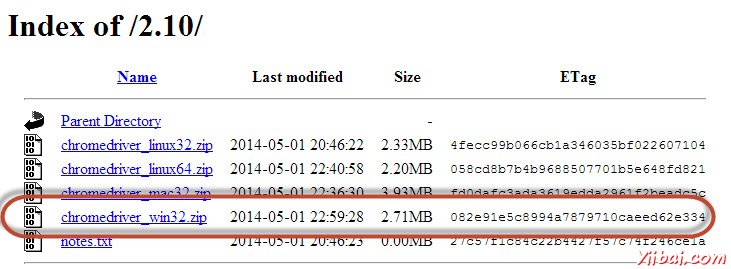 Index of /2.10/
Name Last modified Size ETag
Parent Directory -
chromedriver_linux32.zip 2014-05-01 20:46:22 2.33MB 4fecc99b066cb1a346035bf022607104
chromedriver_linux64.zip 2014-05-01 22:40:58 2.20MB 058cd8b7b4b9688507701b5e648fd821
chromedriver_mac32.zip 2014-05-01 22:36:30 3.93MB fd0dafc3ada3619edda2961f2beadc5c
chromedriver_win32.zip 2014-05-01 22:59:28 2.71MB 082e91e5c8994a7879710caeed62e334
notes.txt 2014-05-01 20:46:23 0.00MB 27c57f1c84c22b4427f57c74f246ce1a
Yiibai.com